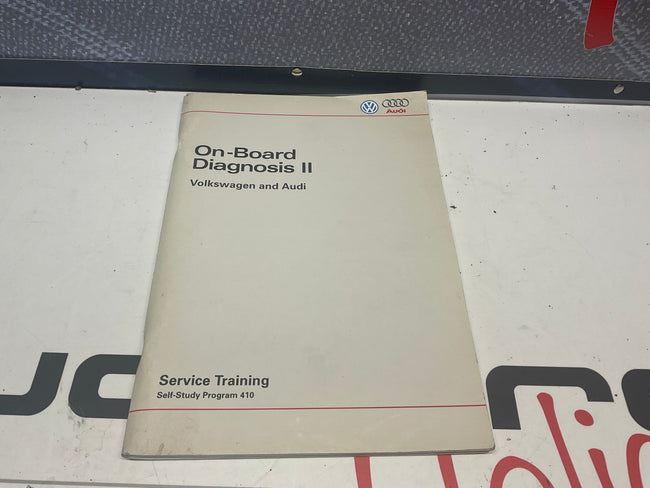 Audi
On-Board
Diagnosis II
Volkswagen and Audi
Service Training
Self-Study Program 410